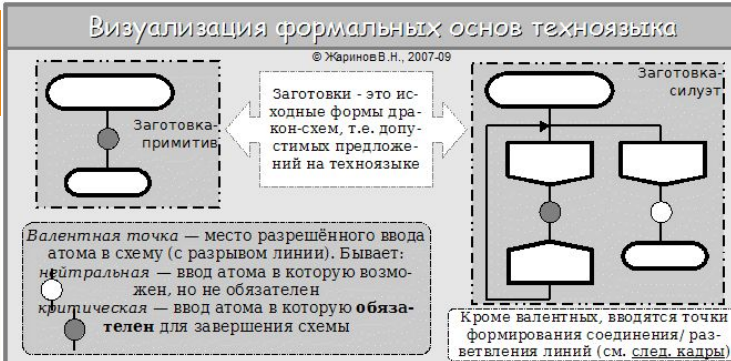 Визуализация формальных основ техноязыка
© Жаринов В.Н., 2007-09
Заготовка-
примитив
Заготовки - это ис-
ходные формы дра-
кон-схем, т.е. допу-
стимых предложе-
ний на техноязыке
Заготовка-
силуэт
Валентная точка — место разрешённого ввода
атома в схему (с разрывом линии). Бывает:
нейтральная — ввод атома в которую возмо-
жен, но не обязателен
критическая — ввод атома в которую обяза-
телен для завершения схемы
Кроме валентных, вводятся точки
формирования соединения/ раз-
ветвления линий (см. след. кадры)